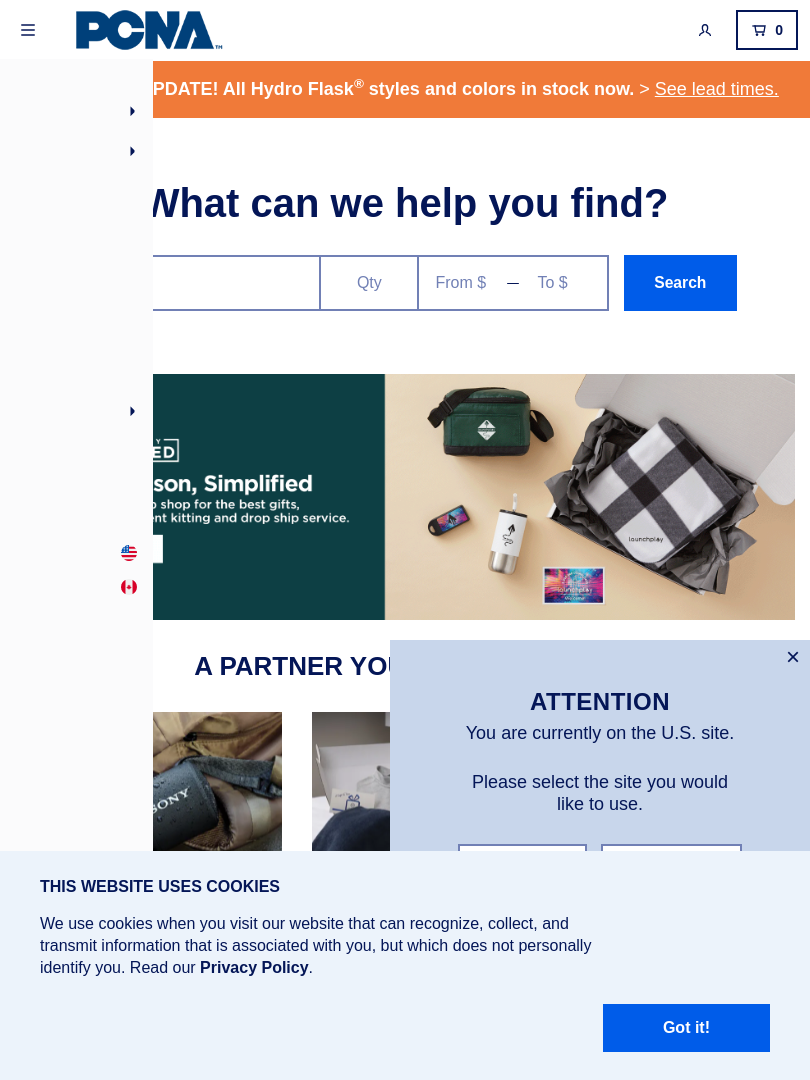 PCNA™
0
PDATE! All Hydro Flask® styles and colors in stock now. > See lead times.
What can we help you find?
Qty
From $
To $
Search
ED
son, Simplified
shop for the best gifts,
nt kitting and drop ship service.
launchplay
A PARTNER YOU
SONY
×
ATTENTION
You are currently on the U.S. site.
Please select the site you would
like to use.
THIS WEBSITE USES COOKIES
We use cookies when you visit our website that can recognize, collect, and
transmit information that is associated with you, but which does not personally
identify you. Read our Privacy Policy.
Got it!